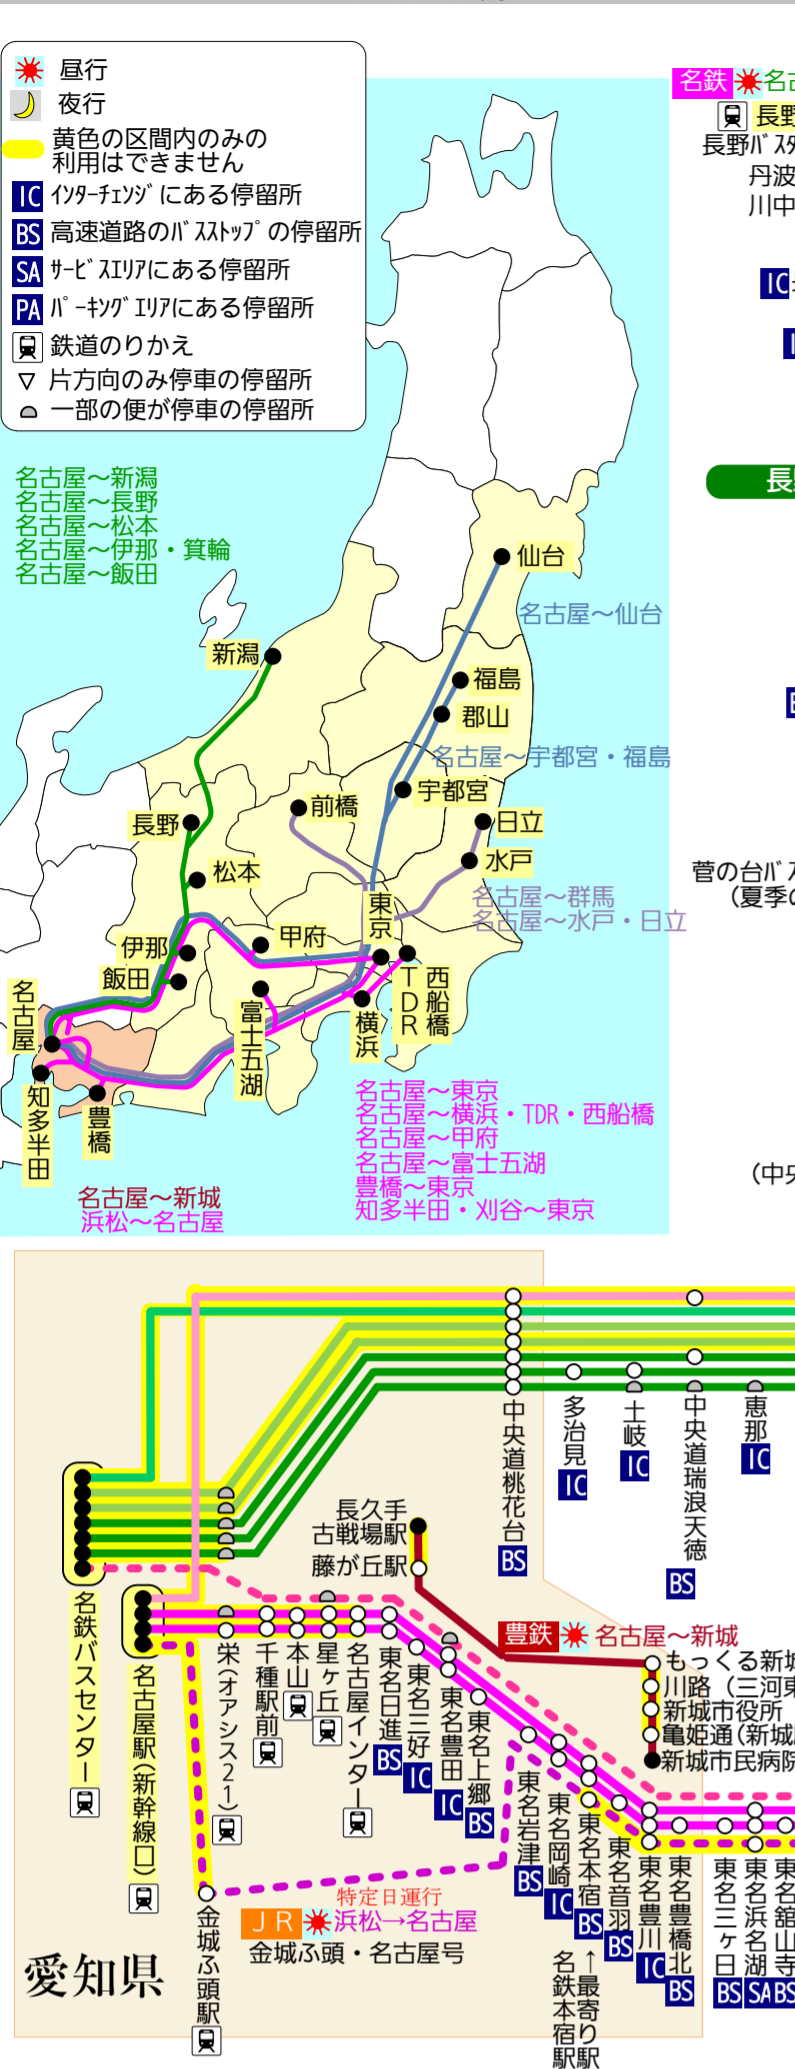 昼行
夜行
黄色の区間内のみの
利用はできません
IC ｲﾝﾀｰﾁｪﾝｼﾞにある停留所
BS 高速道路のﾊﾞｽｽﾄｯﾌﾟの停留所
SA ｻｰﾋﾞｽｴﾘｱにある停留所
PA ﾊﾟｰｷﾝｸﾞｴﾘｱにある停留所
鉄道のりかえ
▽ 片方向のみ停車の停留所
一部の便が停車の停留所
名古屋～新潟
名古屋～長野
名古屋～松本
名古屋～伊那・箕輪
名古屋～飯田
仙台
名古屋～仙台
新潟
福島
郡山
名古屋～宇都宮・福島
宇都宮
前橋
日立
長野
水戸
松本
東京
名古屋～群馬
名古屋～水戸・日立
甲府
伊那
飯田
名古屋
富士五湖
横浜
TDR
西船橋
知多半田
豊橋
名古屋～東京
名古屋～横浜・TDR・西船橋
名古屋～甲府
名古屋～富士五湖
豊橋～東京
知多半田・刈谷～東京
名古屋～新城
浜松～名古屋
名鉄
長野
長野ﾊﾞｽ
丹波
川中
IC
菅の台ﾊﾞｽ
（夏季の
（中央
中央道桃花台 BS
多治見 IC
土岐 IC
中央道瑞浪天徳 BS
恵那 IC
長久手
古戦場駅
藤が丘駅
豊鉄 名古屋～新城
もっくる新城
川路（三河東
新城市役所
亀姫通（新城
新城市民病院
名鉄バスセンター
名古屋駅（新幹線口）
栄（オアシス21）
千種駅前
本山
星ヶ丘
名古屋インター
東名日進 BS
東名三好 IC
東名豊田 IC
東名上郷 BS
東名岩津 BS
東名岡崎 IC
東名本宿 BS
東名音羽 BS
東名豊川 IC
東名豊橋北 BS
東名三ヶ日 BS
東名浜名湖 SA
東名舘山寺 BS
↑最寄り駅
名鉄本宿駅
金城ふ頭駅
特定日運行
JR 浜松→名古屋
金城ふ頭・名古屋号
愛知県